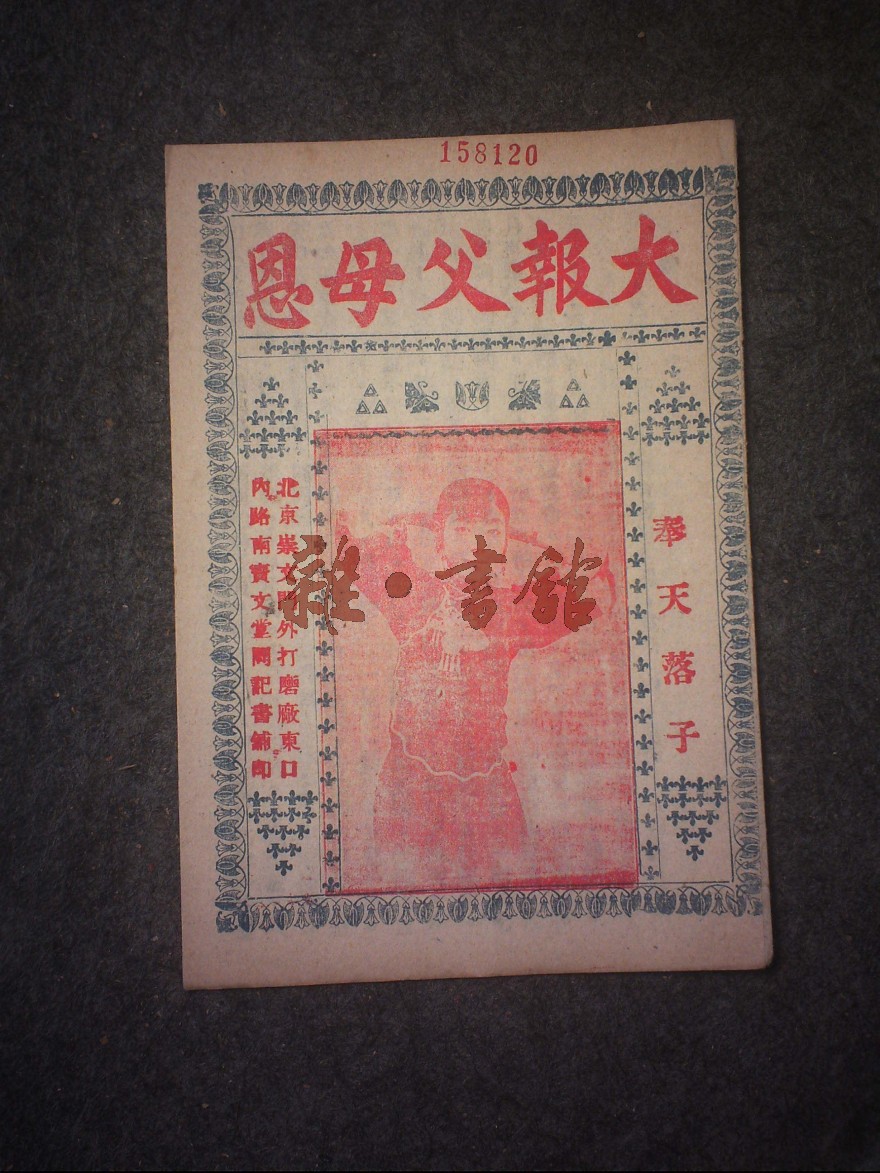 158120
大報父母恩
奉天落子
北京崇文門外打磨廠東口
內路南寶文堂同記書鋪印
雜·書館